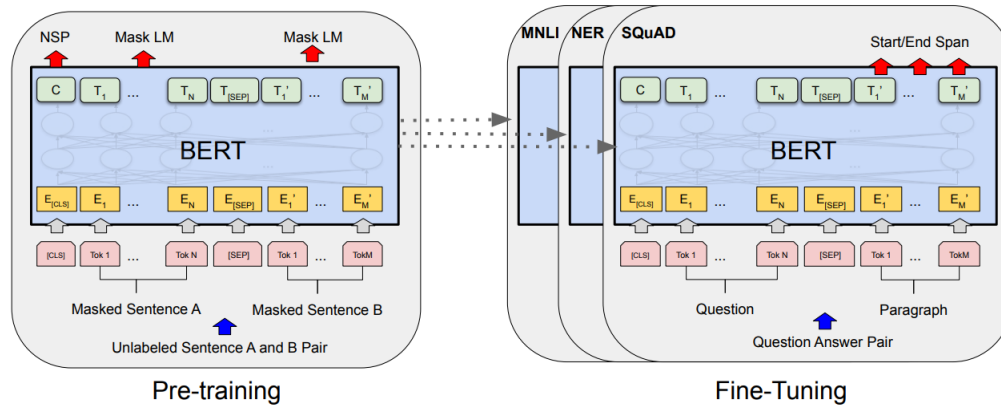 NSP Mask LM Mask LM
C T1 ... TN T[SEP] T1' ... TM'
BERT
E[CLS] E1 ... EN E[SEP] E1' ... EM'
[CLS] Tok 1 ... Tok N [SEP] Tok 1 ... TokM
Masked Sentence A Masked Sentence B
Unlabeled Sentence A and B Pair
Pre-training
MNLI NER SQuAD
Start/End Span
C T1 ... TN T[SEP] T1' ... TM'
BERT
E[CLS] E1 ... EN E[SEP] E1' ... EM'
[CLS] Tok 1 ... Tok N [SEP] Tok 1 ... TokM
Question Paragraph
Question Answer Pair
Fine-Tuning